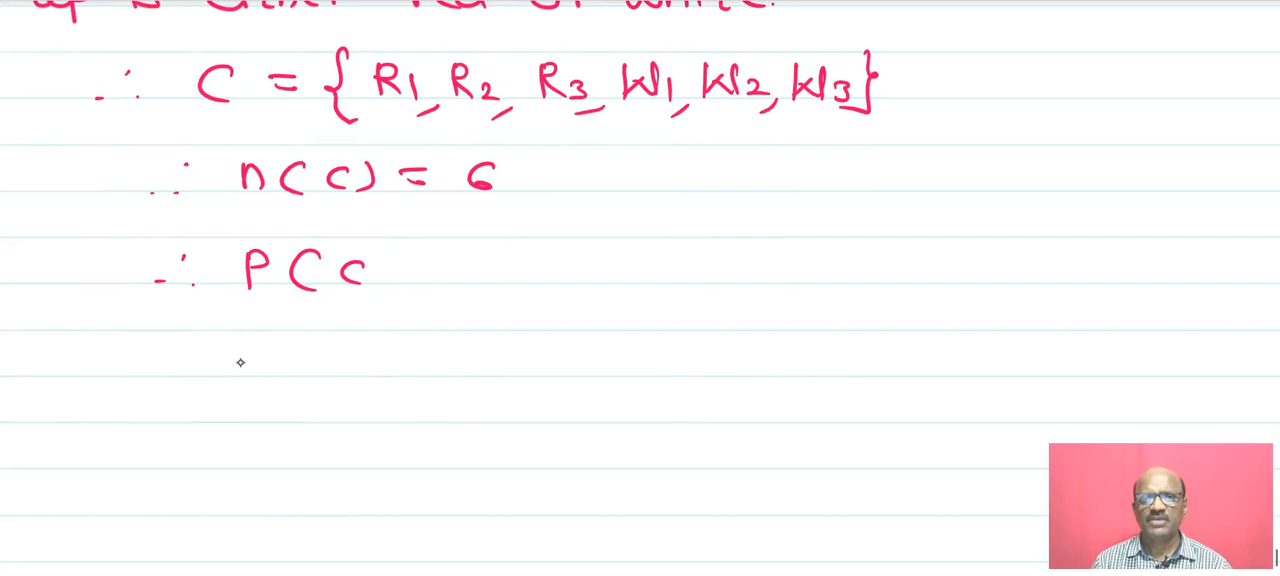 ∴ C = {R1, R2, R3, W1, W2, W3}
∴ n(C) = 6
∴ P(C